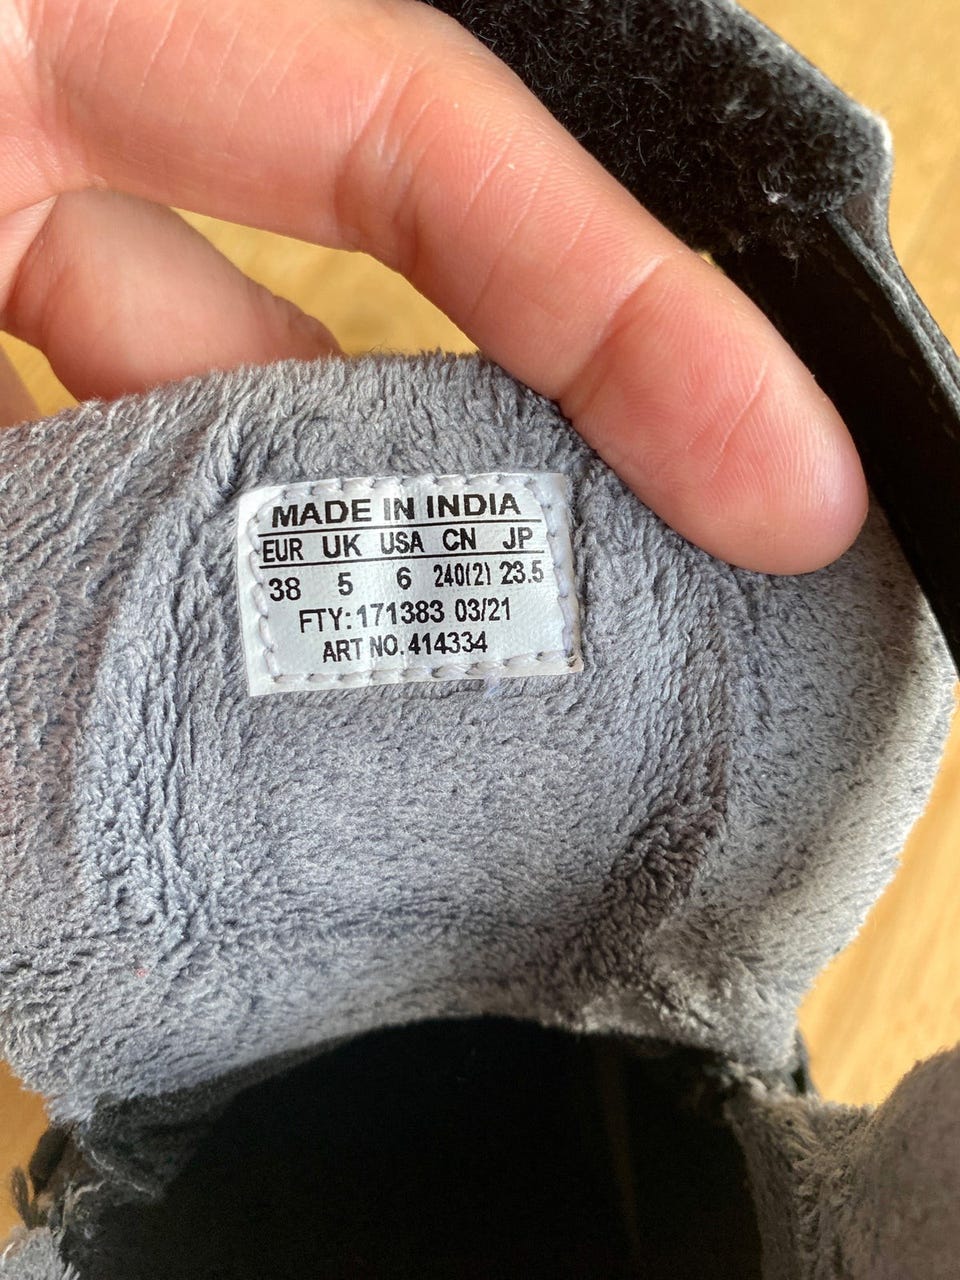 MADE IN INDIA
EUR UK USA CN JP
38 5 6 240(2) 23.5
FTY: 171383 03/21
ART NO. 414334